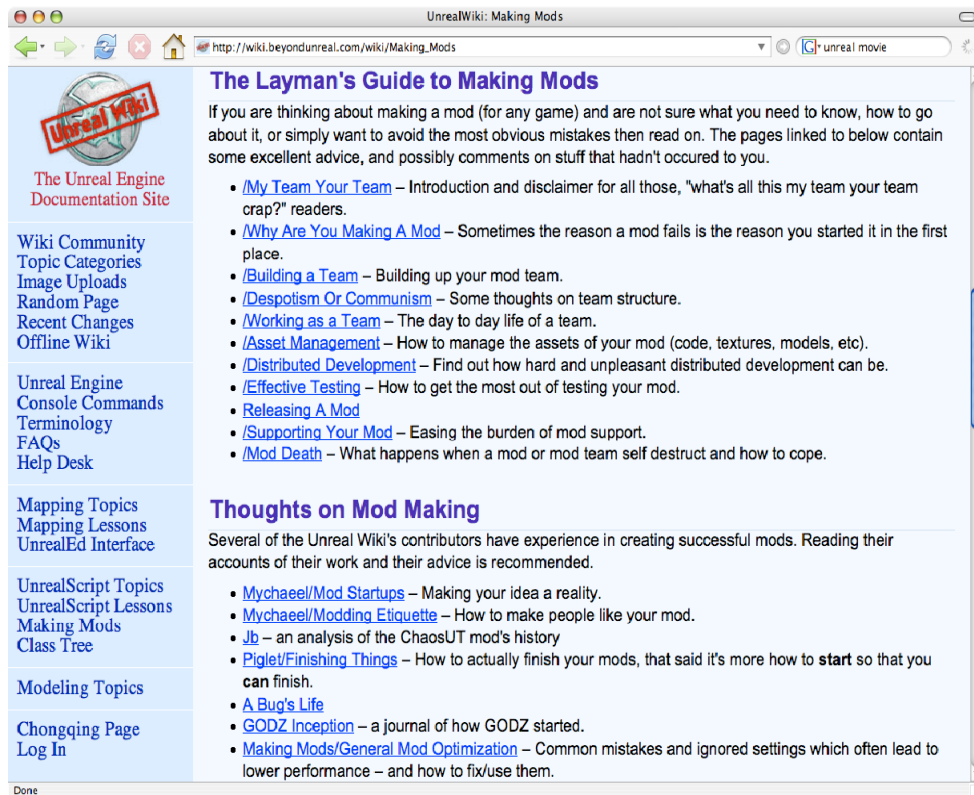 UnrealWiki: Making Mods
http://wiki.beyondunreal.com/wiki/Making_Mods
G unreal movie
Unreal Wiki
The Unreal Engine
Documentation Site
Wiki Community
Topic Categories
Image Uploads
Random Page
Recent Changes
Offline Wiki
Unreal Engine
Console Commands
Terminology
FAQs
Help Desk
Mapping Topics
Mapping Lessons
UnrealEd Interface
UnrealScript Topics
UnrealScript Lessons
Making Mods
Class Tree
Modeling Topics
Chongqing Page
Log In
The Layman's Guide to Making Mods
If you are thinking about making a mod (for any game) and are not sure what you need to know, how to go
about it, or simply want to avoid the most obvious mistakes then read on. The pages linked to below contain
some excellent advice, and possibly comments on stuff that hadn't occured to you.
• /My Team Your Team – Introduction and disclaimer for all those, "what's all this my team your team
crap?" readers.
• /Why Are You Making A Mod – Sometimes the reason a mod fails is the reason you started it in the first
place.
• /Building a Team – Building up your mod team.
• /Despotism Or Communism – Some thoughts on team structure.
• /Working as a Team – The day to day life of a team.
• /Asset Management – How to manage the assets of your mod (code, textures, models, etc).
• /Distributed Development – Find out how hard and unpleasant distributed development can be.
• /Effective Testing – How to get the most out of testing your mod.
• Releasing A Mod
• /Supporting Your Mod – Easing the burden of mod support.
• /Mod Death – What happens when a mod or mod team self destruct and how to cope.
Thoughts on Mod Making
Several of the Unreal Wiki's contributors have experience in creating successful mods. Reading their
accounts of their work and their advice is recommended.
• Mychaeel/Mod Startups – Making your idea a reality.
• Mychaeel/Modding Etiquette – How to make people like your mod.
• Jb – an analysis of the ChaosUT mod's history
• Piglet/Finishing Things – How to actually finish your mods, that said it's more how to start so that you
can finish.
• A Bug's Life
• GODZ Inception – a journal of how GODZ started.
• Making Mods/General Mod Optimization – Common mistakes and ignored settings which often lead to
lower performance – and how to fix/use them.
Done